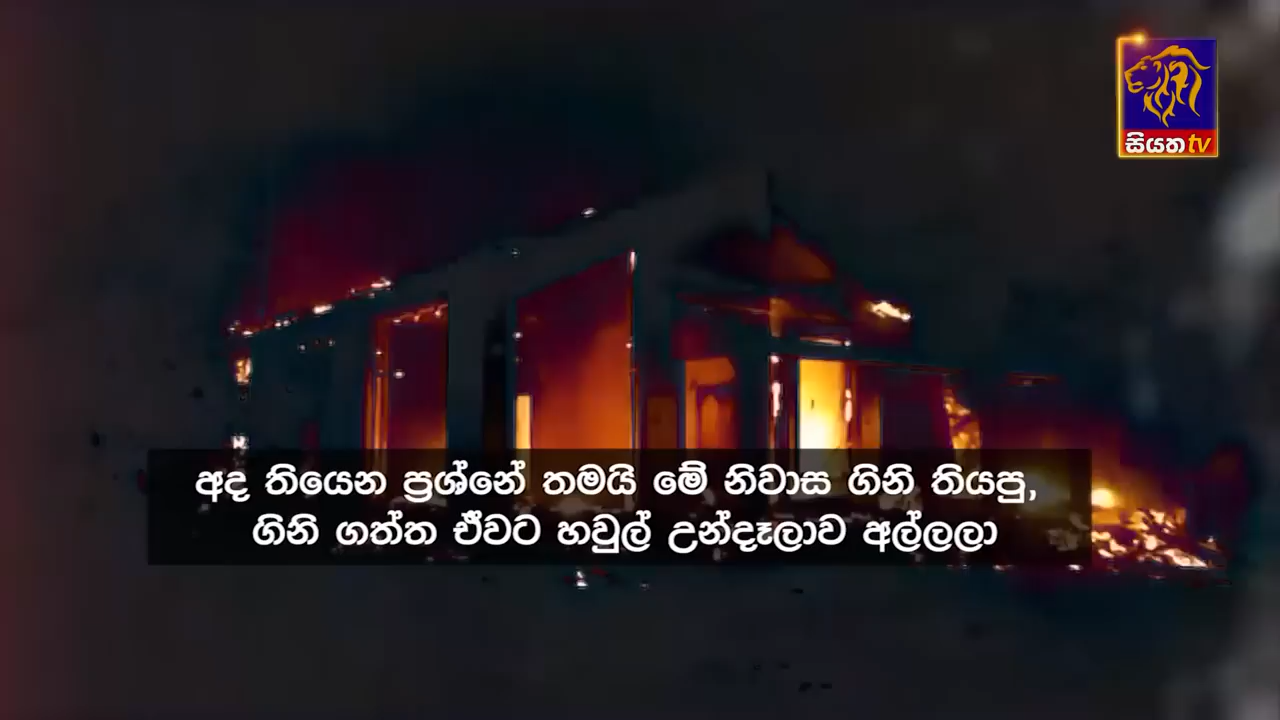 සියත tv
අද තියෙන ප්‍රශ්නේ තමයි මේ නිවාස ගිනි තියපු,
ගිනි ගත්ත ඒවට හවුල් උන්දෑලාව අල්ලලා